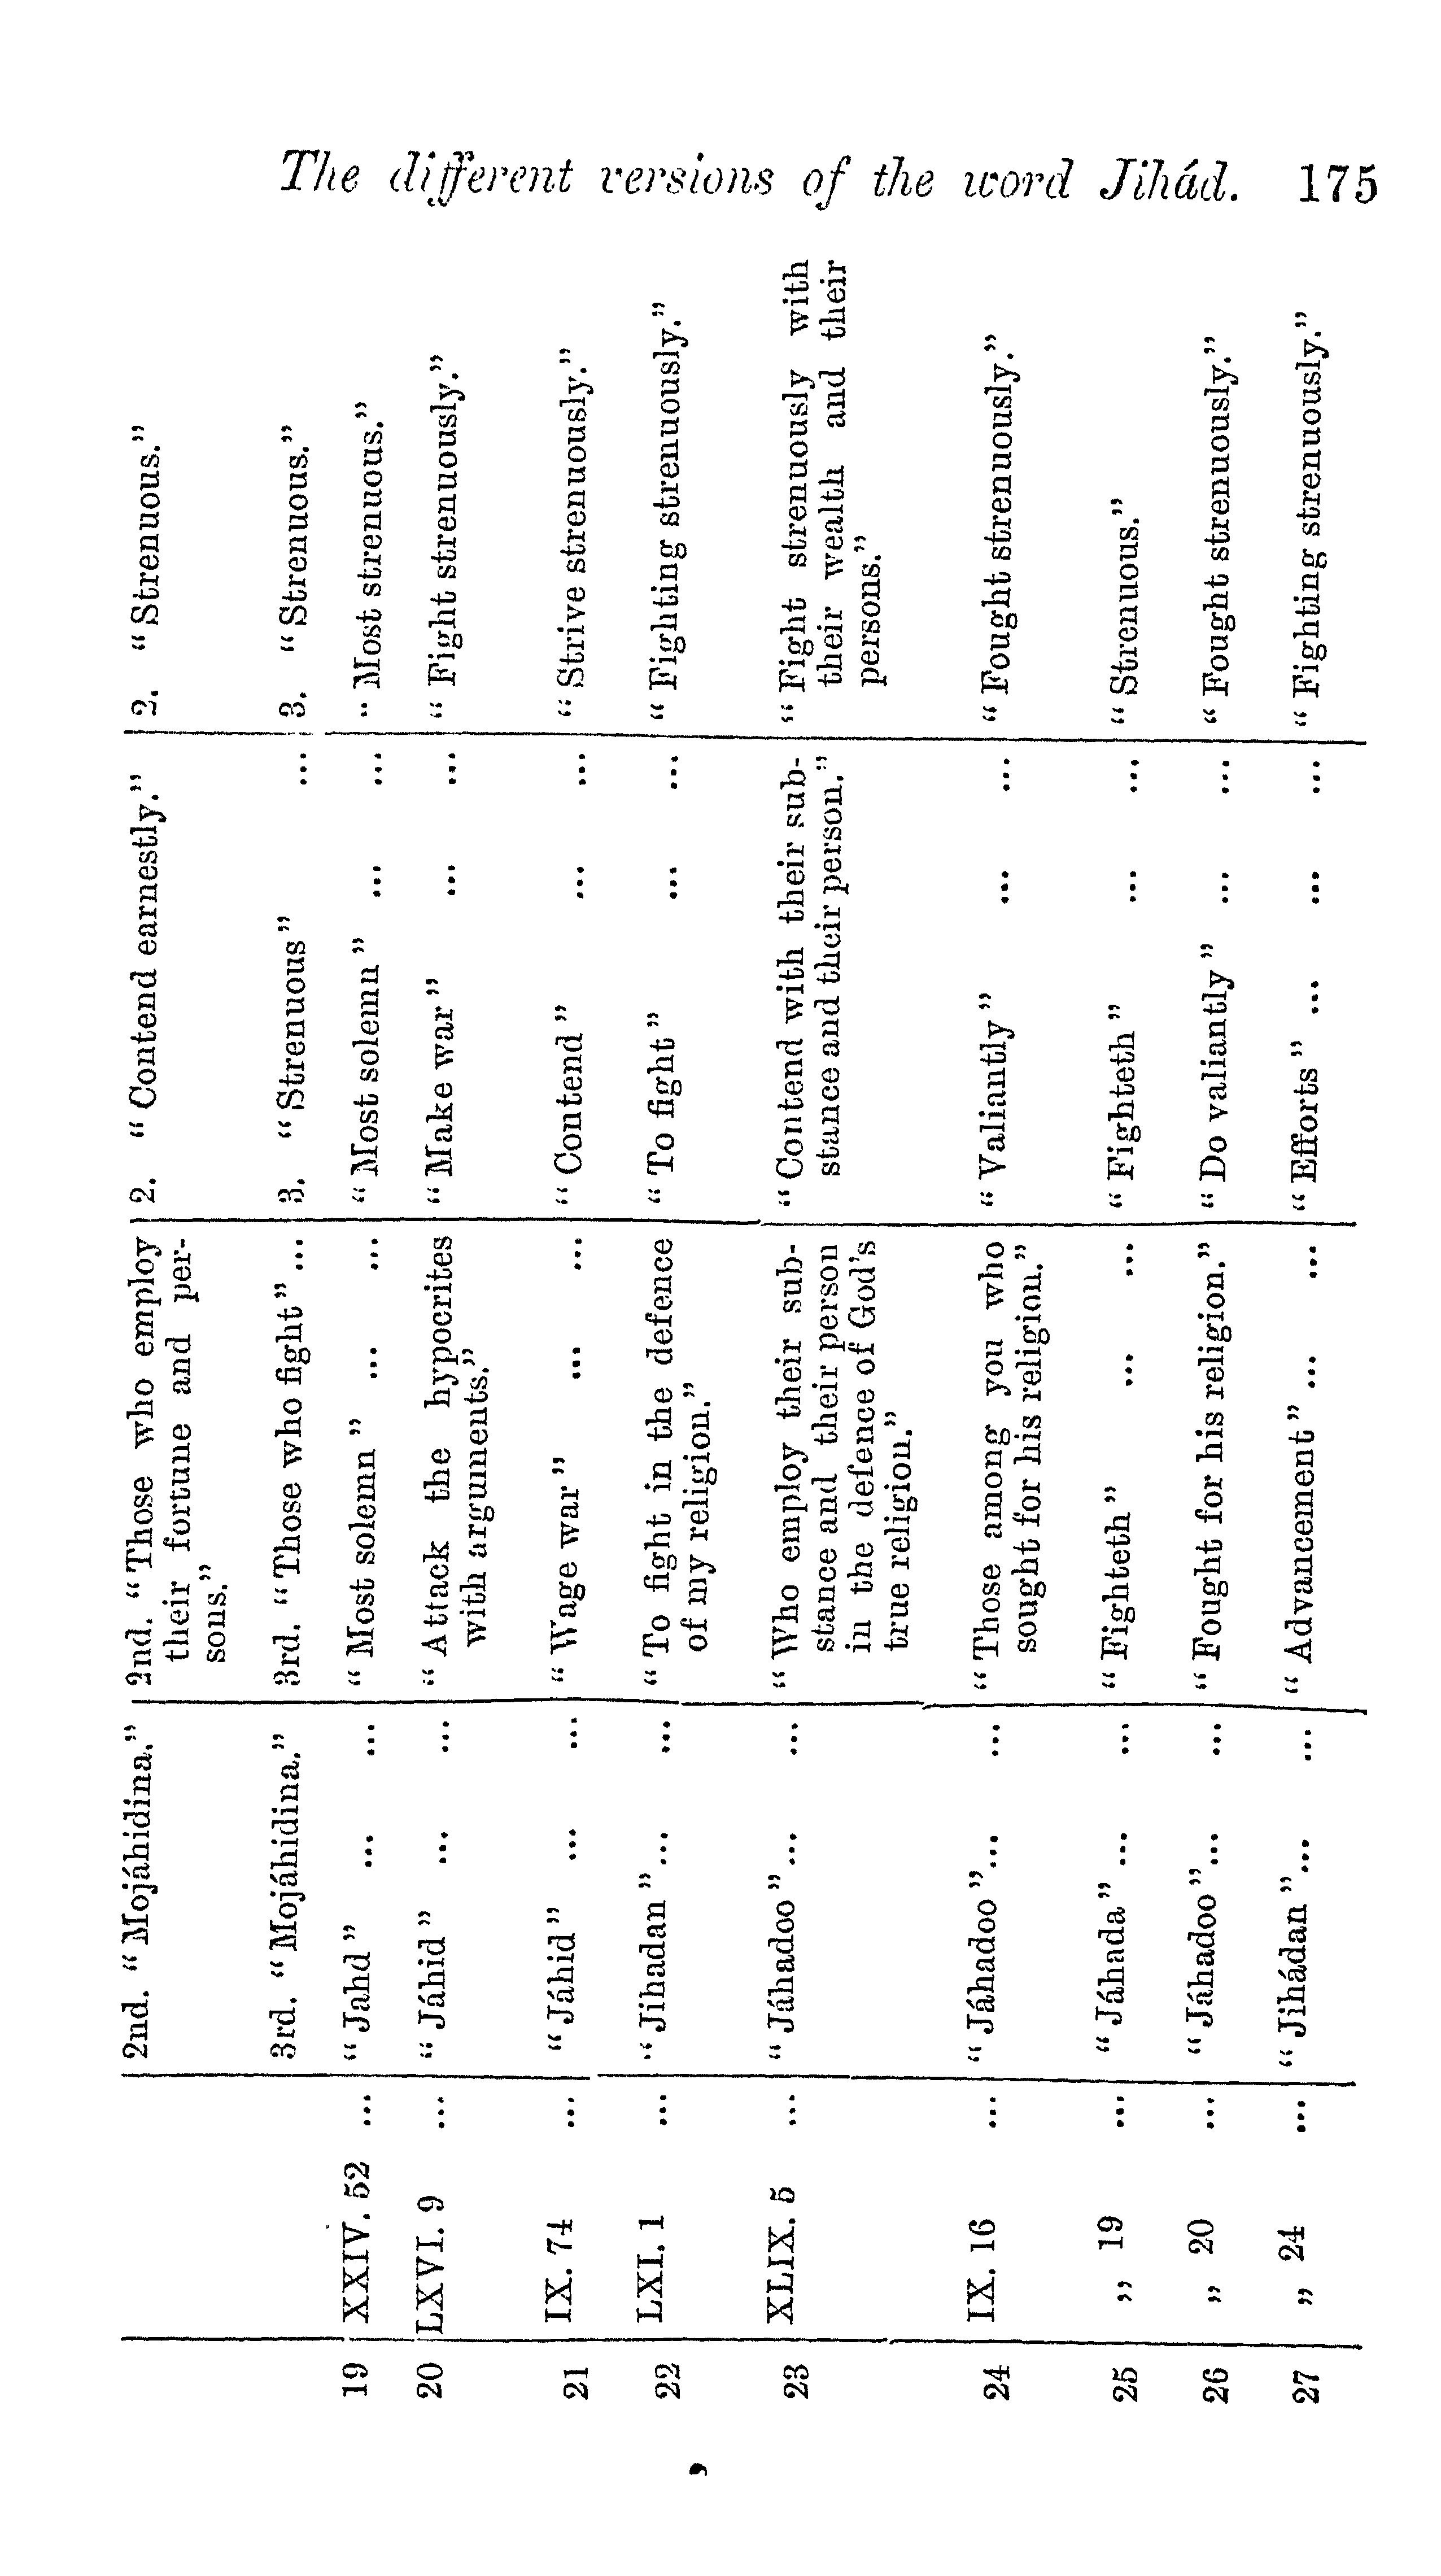 The different versions of the word Jihád. 175
2nd. "Mojáhidina." 2nd. "Those who employ 2. "Contend earnestly." 2. "Strenuous."
their fortune and per-
sons."
3rd. "Mojáhidina." 3rd. "Those who fight" ... 3. "Strenuous" ... 3. "Strenuous."
19 XXIV. 52 ... "Jahd" ... ... "Most solemn" ... ... "Most solemn" ... ... "Most strenuous."
20 LXVI. 9 ... "Jáhid" ... ... "Attack the hypocrites "Make war" ... ... "Fight strenuously."
with arguments."
21 IX. 74 ... "Jáhid" ... ... "Wage war" ... ... "Contend" ... ... "Strive strenuously."
22 LXI. 1 ... "Jihadan" ... ... "To fight in the defence "To fight" ... ... "Fighting strenuously."
of my religion."
23 XLIX. 5 ... "Jáhadoo" ... ... "Who employ their sub- "Contend with their sub- "Fight strenuously with
stance and their person stance and their person." their wealth and their
in the defence of God's persons."
true religion."
24 IX. 16 ... "Jáhadoo" ... ... "Those among you who "Valiantly" ... ... "Fought strenuously."
sought for his religion."
25 " 19 ... "Jáhada" ... ... "Fighteth" ... ... "Fighteth" ... ... "Strenuous."
26 " 20 ... "Jáhadoo" ... ... "Fought for his religion." "Do valiantly" ... ... "Fought strenuously."
27 " 24 ... "Jihádan" ... ... "Advancement" ... ... "Efforts" ... ... ... "Fighting strenuously."